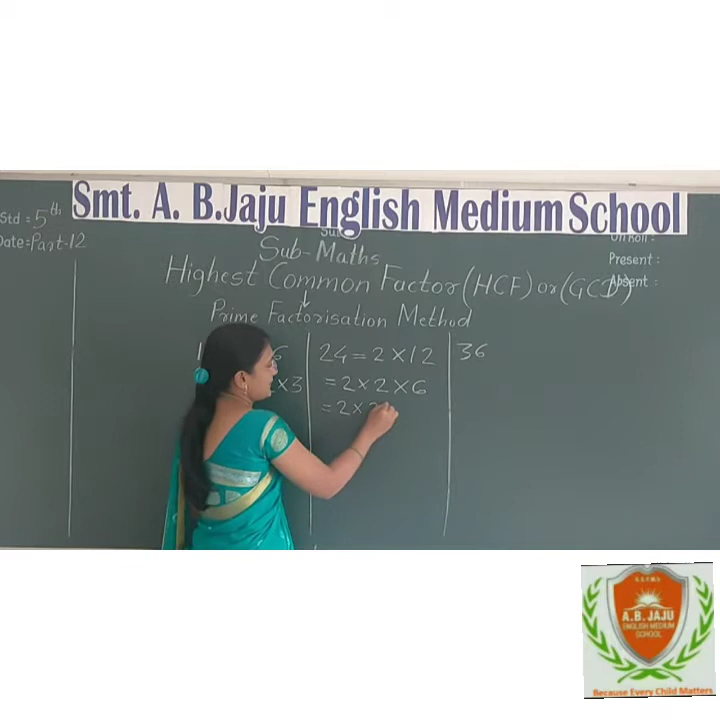 Smt. A. B.Jaju English Medium School
Std = 5th
Date=Part-12
Sub-Maths
Present :
Absent :
Highest Common Factor (HCF) or (GCD)
Prime Factorisation Method
24 = 2 × 12
= 2 × 2 × 6
= 2 ×
× 3
36
A.B. JAJU
ENGLISH MEDIUM
SCHOOL
Because Every Child Matters